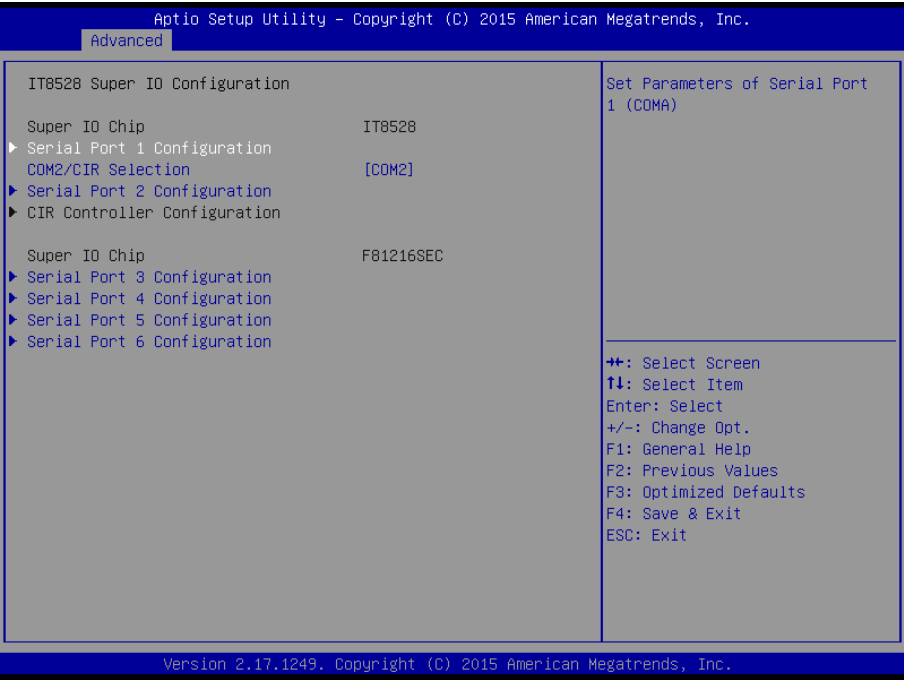 Aptio Setup Utility – Copyright (C) 2015 American Megatrends, Inc.
Advanced
IT8528 Super IO Configuration
Super IO Chip IT8528
▶ Serial Port 1 Configuration
COM2/CIR Selection [COM2]
▶ Serial Port 2 Configuration
▶ CIR Controller Configuration
Super IO Chip F81216SEC
▶ Serial Port 3 Configuration
▶ Serial Port 4 Configuration
▶ Serial Port 5 Configuration
▶ Serial Port 6 Configuration
Set Parameters of Serial Port
1 (COMA)
→←: Select Screen
↑↓: Select Item
Enter: Select
+/-: Change Opt.
F1: General Help
F2: Previous Values
F3: Optimized Defaults
F4: Save & Exit
ESC: Exit
Version 2.17.1249. Copyright (C) 2015 American Megatrends, Inc.